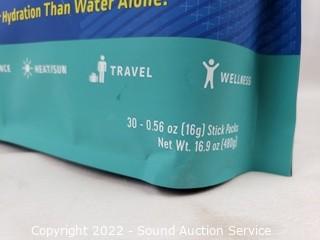 Hydration Than Water Alone.
NCE HEAT/SUN TRAVEL WELLNESS
30 - 0.56 oz (16g) Stick Packs
Net Wt. 16.9 oz (480g)
Copyright 2022 - Sound Auction Service